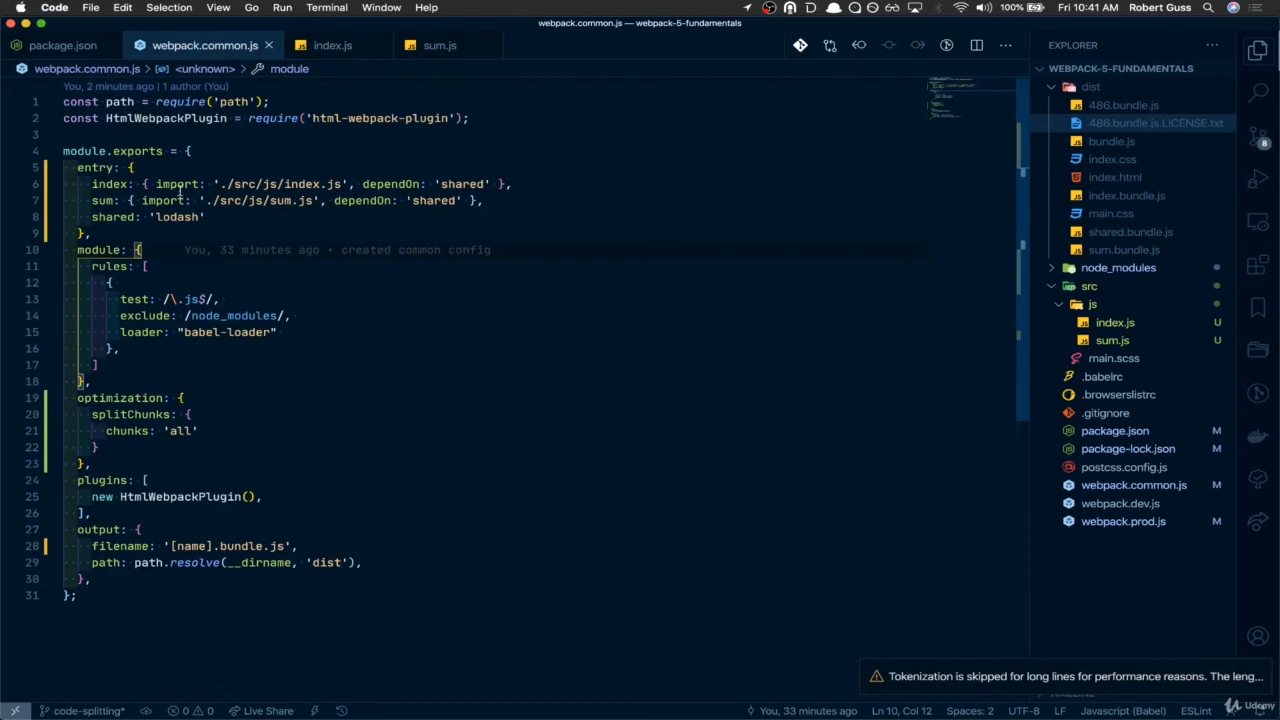 Code File Edit Selection View Go Run Terminal Window Help 100% Fri 10:41 AM Robert Guss
webpack.common.js — webpack-5-fundamentals
package.json webpack.common.js index.js sum.js
webpack.common.js > <unknown> > module
You, 2 minutes ago | 1 author (You)
1 const path = require('path');
2 const HtmlWebpackPlugin = require('html-webpack-plugin');
3
4 module.exports = {
5 entry: {
6 index: { import: './src/js/index.js', dependOn: 'shared' },
7 sum: { import: './src/js/sum.js', dependOn: 'shared' },
8 shared: 'lodash'
9 },
10 module: { You, 33 minutes ago • created common config
11 rules: [
12 {
13 test: /\.js$/,
14 exclude: /node_modules/,
15 loader: "babel-loader"
16 },
17 ]
18 },
19 optimization: {
20 splitChunks: {
21 chunks: 'all'
22 }
23 },
24 plugins: [
25 new HtmlWebpackPlugin(),
26 ],
27 output: {
28 filename: '[name].bundle.js',
29 path: path.resolve(__dirname, 'dist'),
30 },
31 };
EXPLORER
WEBPACK-5-FUNDAMENTALS
dist
486.bundle.js
486.bundle.js.LICENSE.txt
bundle.js
index.css
index.html
index.bundle.js
main.css
shared.bundle.js
sum.bundle.js
node_modules
src
js
index.js U
sum.js U
main.scss
.babelrc
.browserslistrc
.gitignore
package.json M
package-lock.json M
postcss.config.js
webpack.common.js M
webpack.dev.js
webpack.prod.js M
8
Tokenization is skipped for long lines for performance reasons. The leng...
code-splitting* 0 0 Live Share You, 33 minutes ago Ln 10, Col 12 Spaces: 2 UTF-8 LF Javascript (Babel) ESLint
Udemy